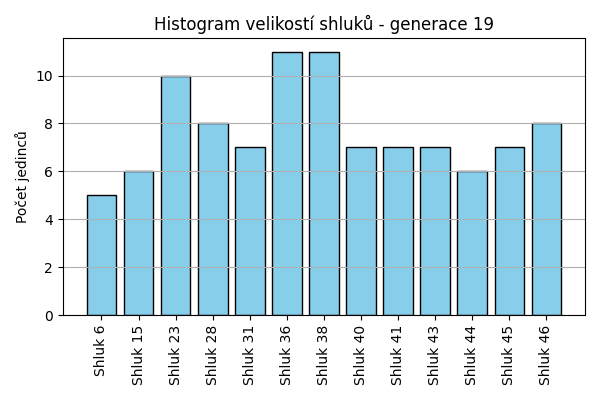 Histogram velikostí shluků - generace 19
Počet jedinců
10
8
6
4
2
0
Shluk 6
Shluk 15
Shluk 23
Shluk 28
Shluk 31
Shluk 36
Shluk 38
Shluk 40
Shluk 41
Shluk 43
Shluk 44
Shluk 45
Shluk 46